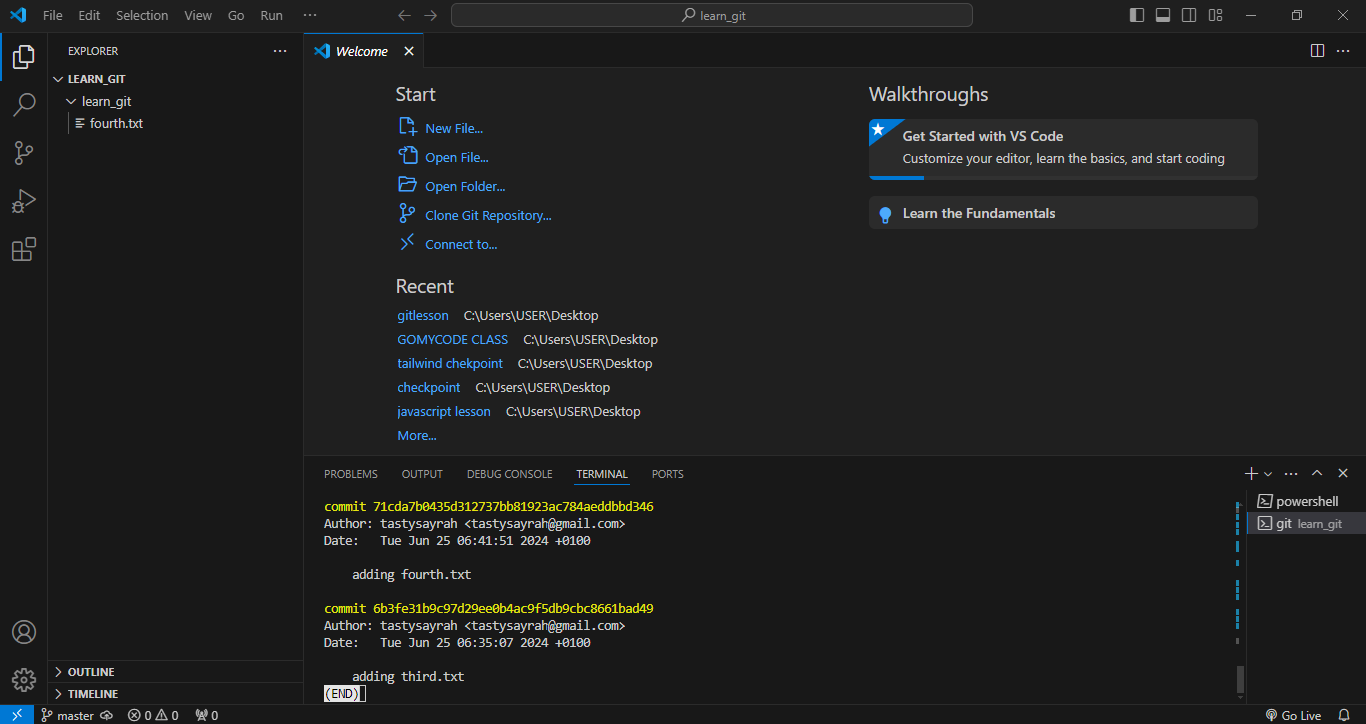 File Edit Selection View Go Run ···
learn_git
EXPLORER ···
LEARN_GIT
learn_git
fourth.txt
OUTLINE
TIMELINE
Welcome
Start
New File...
Open File...
Open Folder...
Clone Git Repository...
Connect to...
Recent
gitlesson C:\Users\USER\Desktop
GOMYCODE CLASS C:\Users\USER\Desktop
tailwind chekpoint C:\Users\USER\Desktop
checkpoint C:\Users\USER\Desktop
javascript lesson C:\Users\USER\Desktop
More...
Walkthroughs
Get Started with VS Code
Customize your editor, learn the basics, and start coding
Learn the Fundamentals
PROBLEMS OUTPUT DEBUG CONSOLE TERMINAL PORTS
commit 71cda7b0435d312737bb81923ac784aeddbbd346
Author: tastysayrah <tastysayrah@gmail.com>
Date: Tue Jun 25 06:41:51 2024 +0100
adding fourth.txt
commit 6b3fe31b9c97d29ee0b4ac9f5db9cbc8661bad49
Author: tastysayrah <tastysayrah@gmail.com>
Date: Tue Jun 25 06:35:07 2024 +0100
adding third.txt
(END)
powershell
git learn_git
master 0 0 0 Go Live